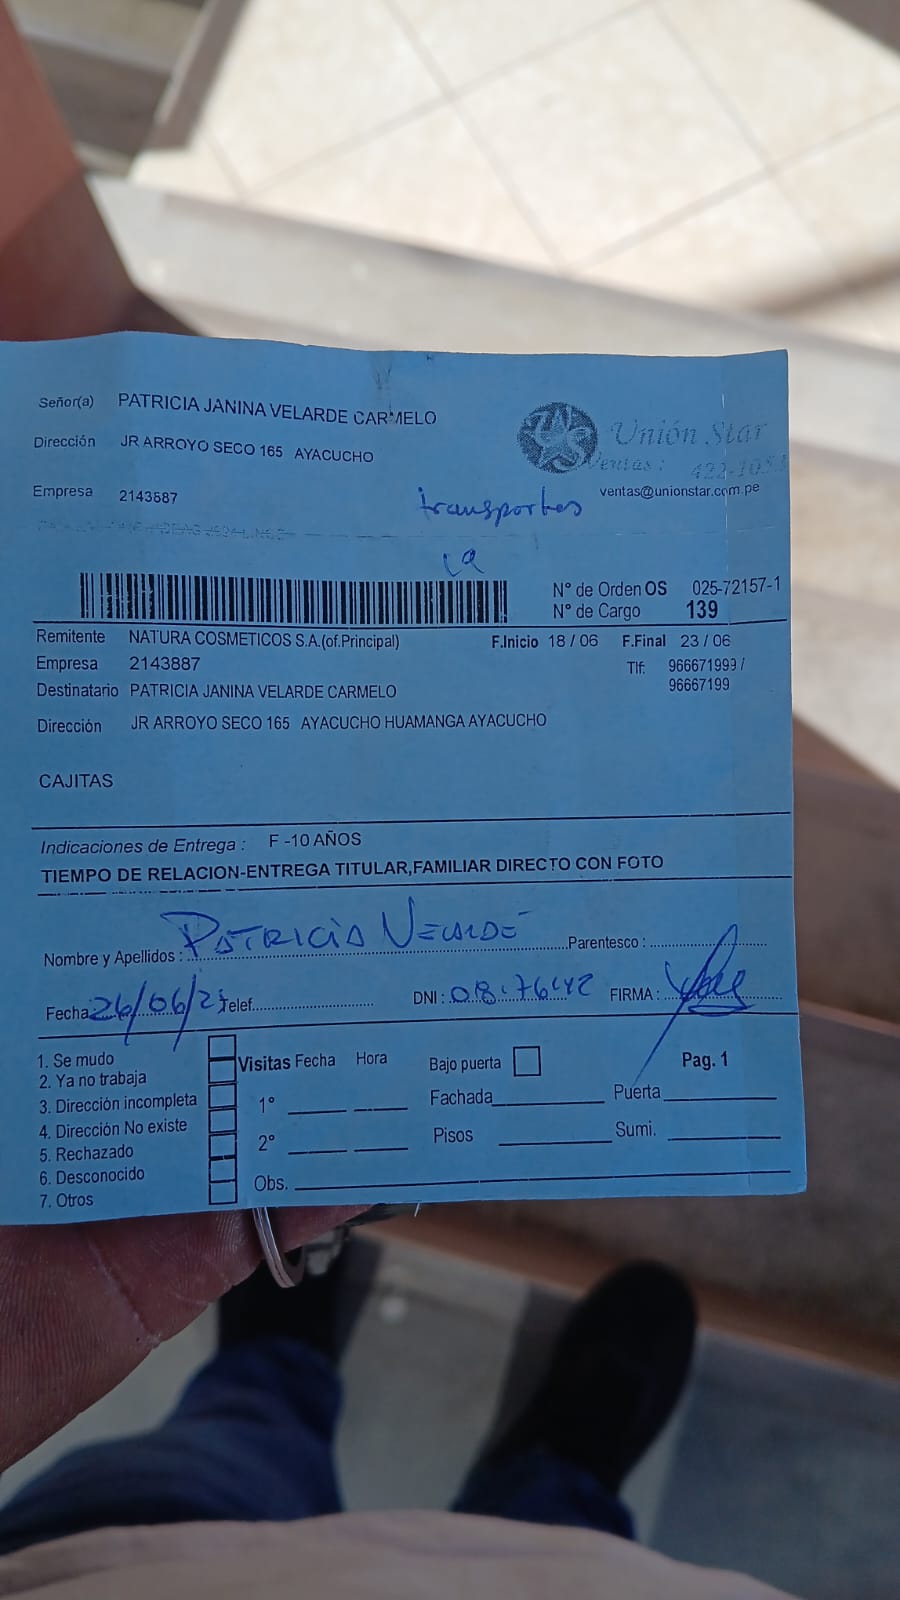 Señor(a) PATRICIA JANINA VELARDE CARMELO
Dirección JR ARROYO SECO 165 AYACUCHO
Unión Star
Ventas: 422-1051
Empresa 2143887
ventas@unionstar.com.pe
transportes
N° de Orden OS 025-72157-1
N° de Cargo 139
Remitente NATURA COSMETICOS S.A.(of.Principal) F.Inicio 18 / 06 F.Final 23 / 06
Empresa 2143887 Tlf: 966671999 /
96667199
Destinatario PATRICIA JANINA VELARDE CARMELO
Dirección JR ARROYO SECO 165 AYACUCHO HUAMANGA AYACUCHO
CAJITAS
Indicaciones de Entrega : F -10 AÑOS
TIEMPO DE RELACION-ENTREGA TITULAR,FAMILIAR DIRECTO CON FOTO
Nombre y Apellidos : PATRICIA VELARDE Parentesco :
Fecha 26/06/25 Telef. DNI : 08176442 FIRMA :
1. Se mudo
2. Ya no trabaja
3. Dirección incompleta
4. Dirección No existe
5. Rechazado
6. Desconocido
7. Otros
Visitas Fecha Hora Bajo puerta Pag. 1
1° Fachada Puerta
2° Pisos Sumi.
Obs.